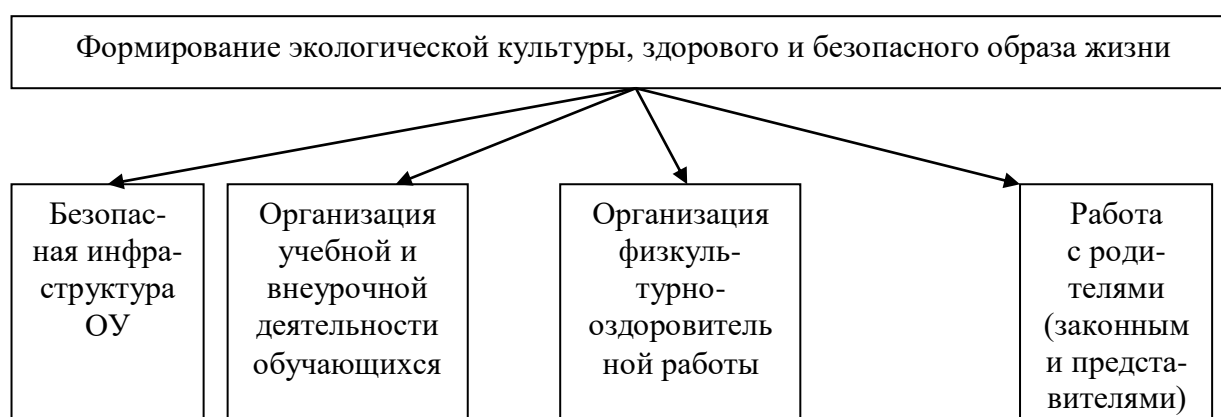 Формирование экологической культуры, здорового и безопасного образа жизни
Безопас-
ная инфра-
структура
ОУ
Организация
учебной и
внеурочной
деятельности
обучающихся
Организация
физкуль-
турно-
оздоровитель
ной работы
Работа
с роди-
телями
(законным
и предста-
вителями)